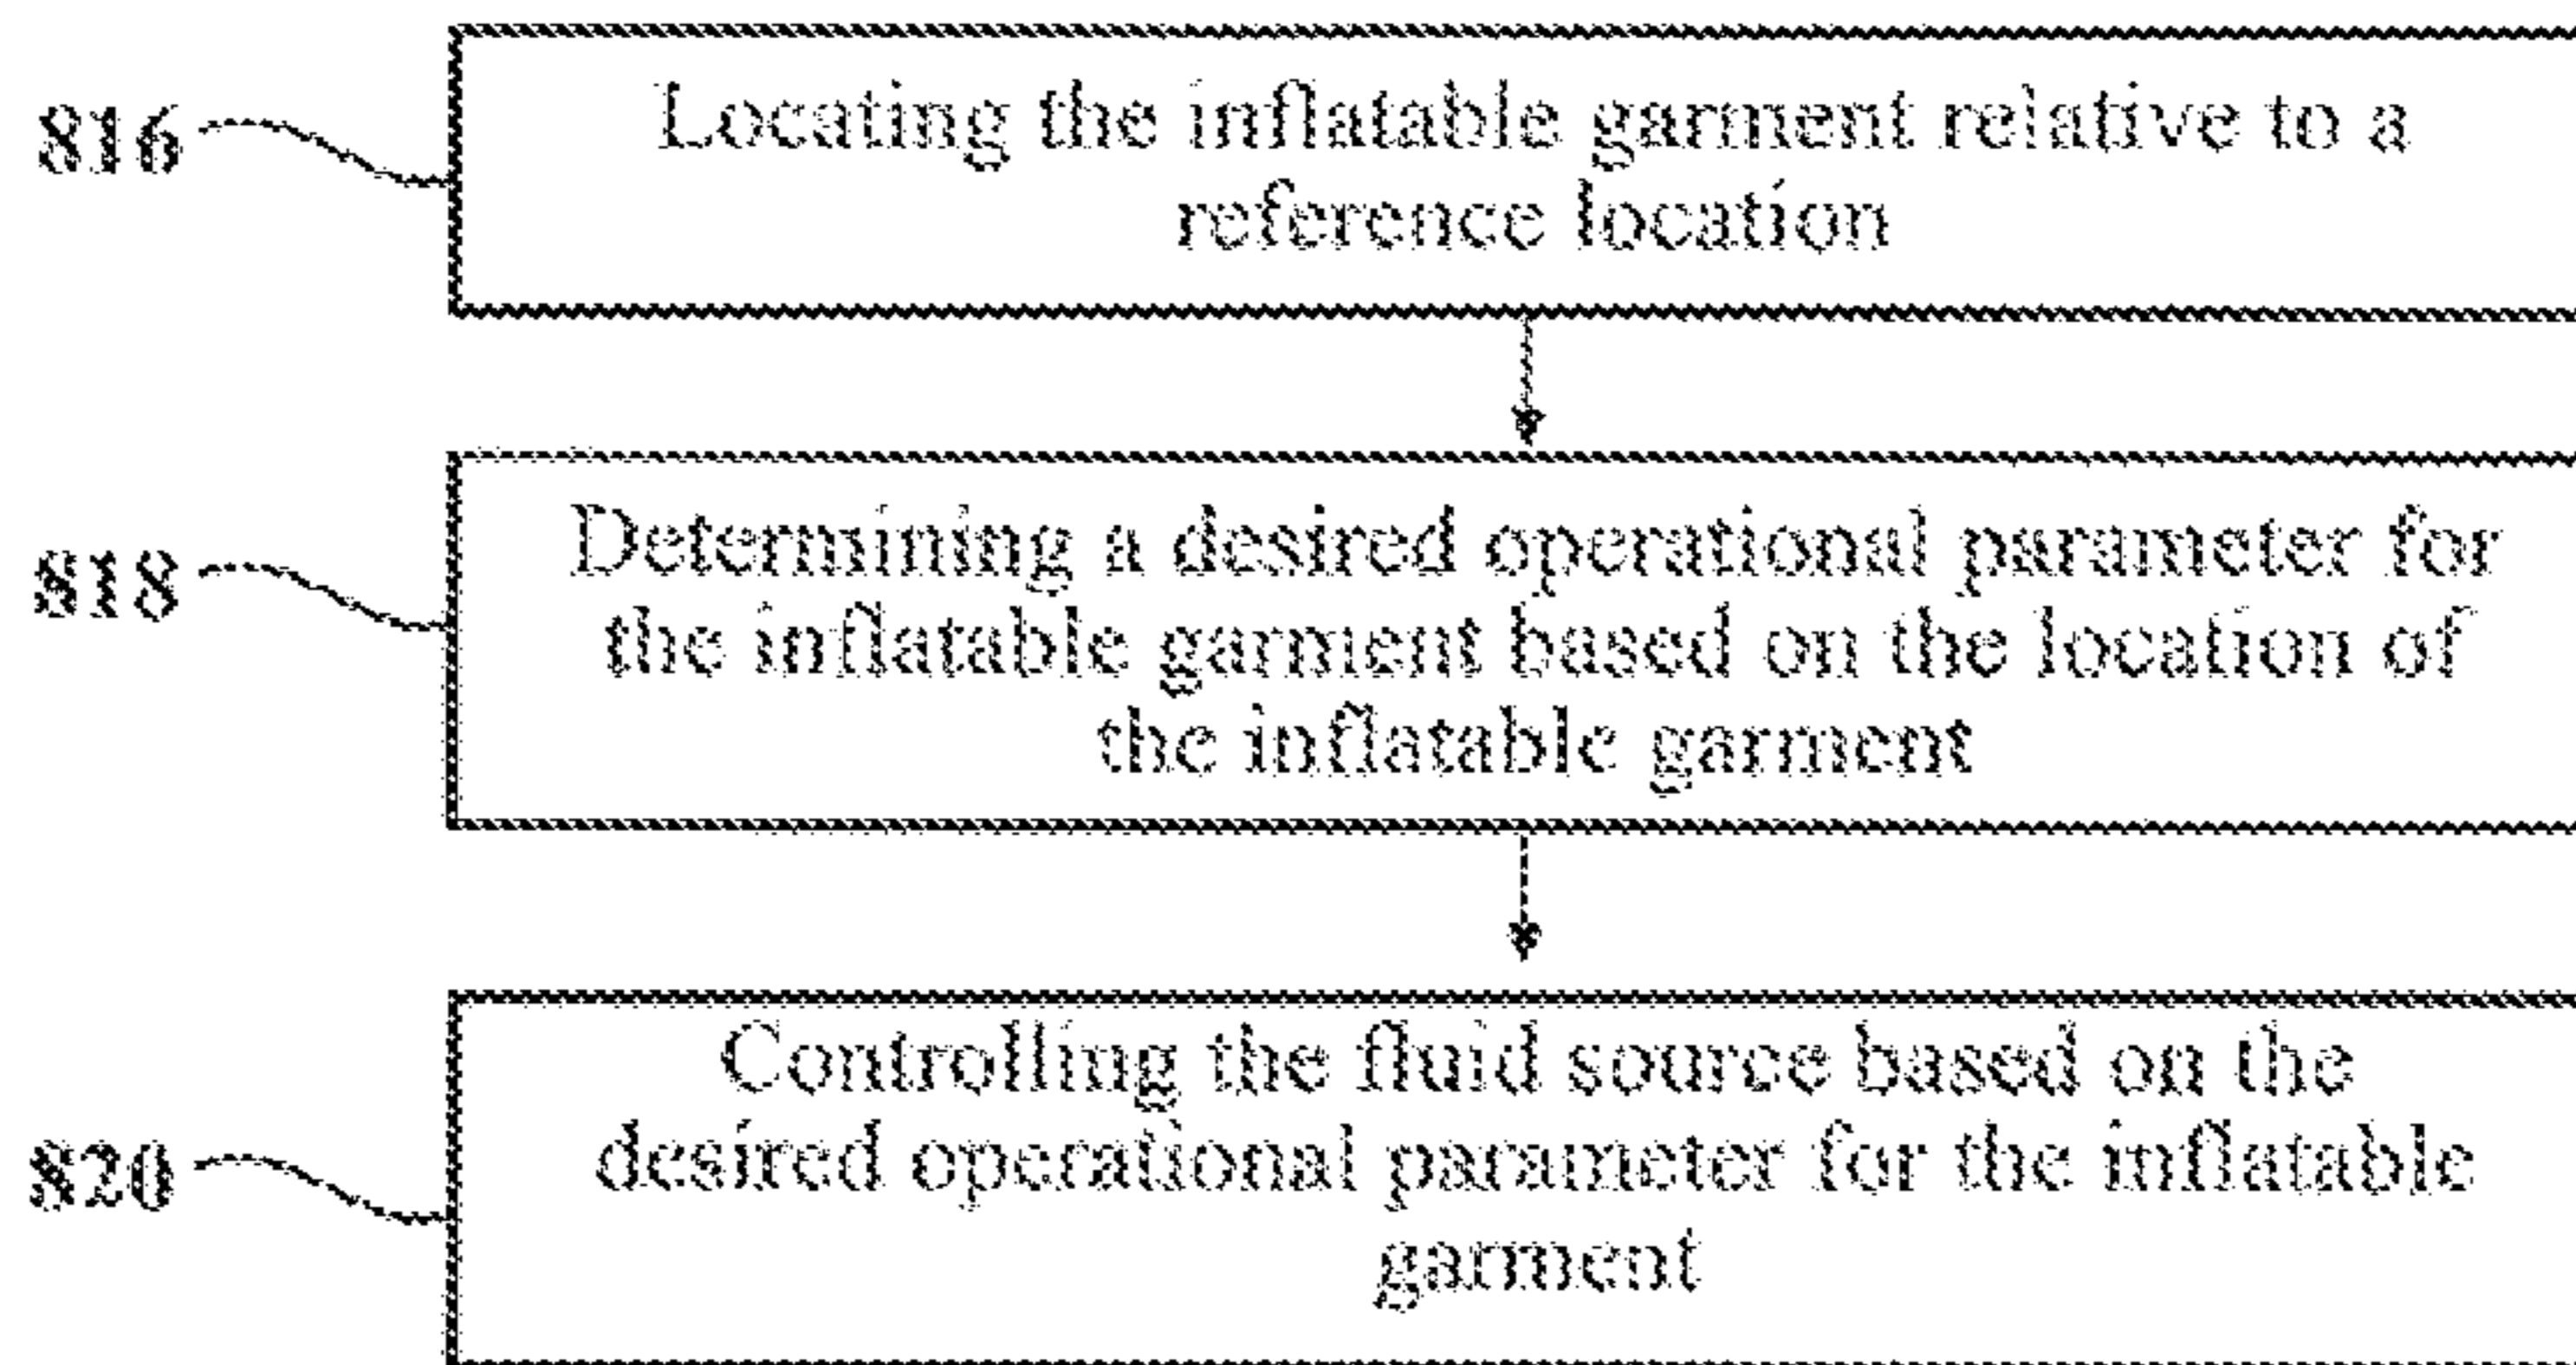 816
Locating the inflatable garment relative to a
reference location
818
Determining a desired operational parameter for
the inflatable garment based on the location of
the inflatable garment
820
Controlling the fluid source based on the
desired operational parameter for the inflatable
garment